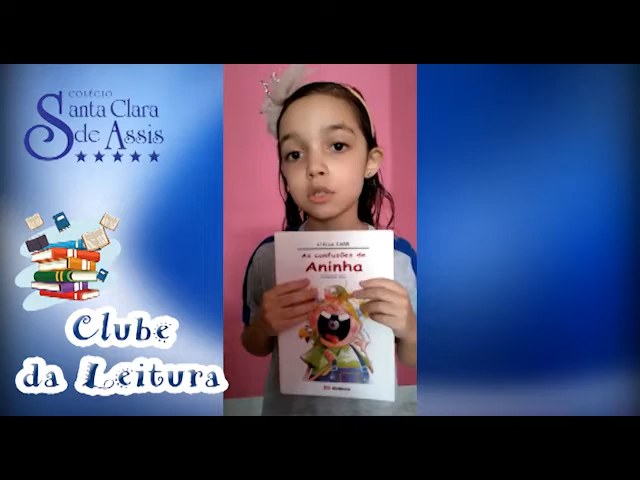 COLÉGIO
Santa Clara
de Assis
Clube
da Leitura
As confusões de
Aninha